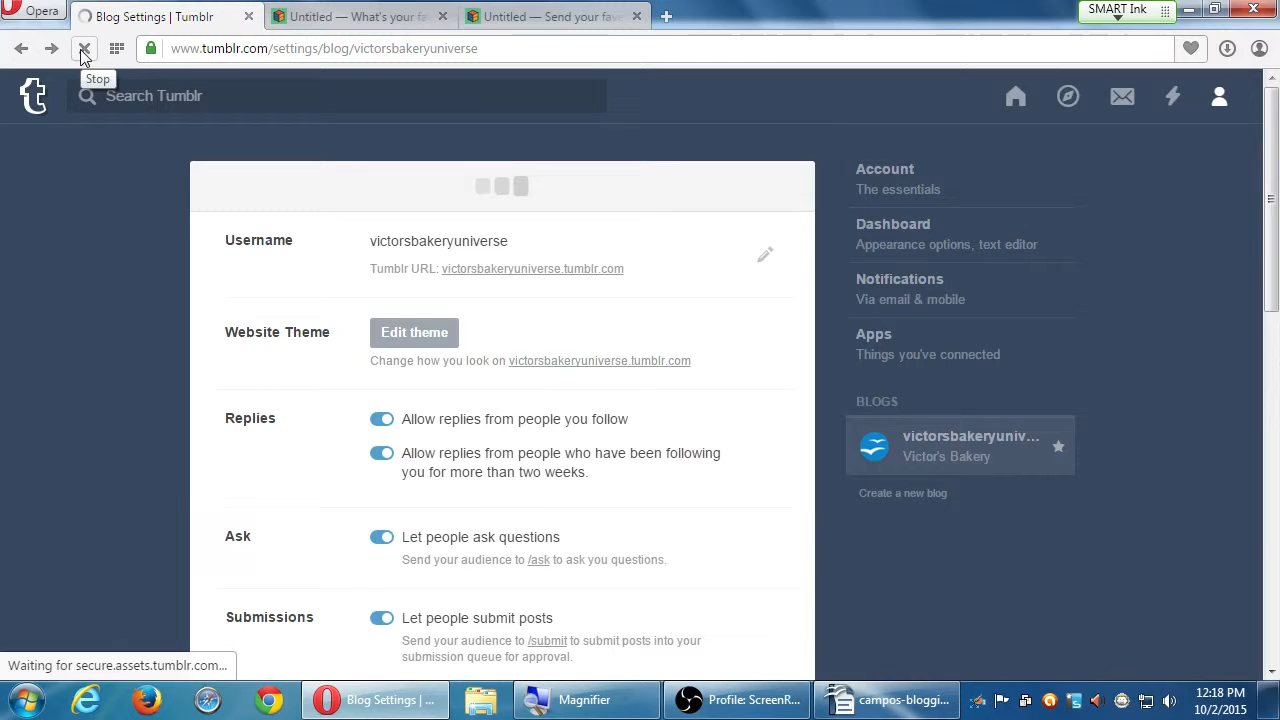 Opera
Blog Settings | Tumblr
Untitled — What's your fa
Untitled — Send your fave
SMART Ink
www.tumblr.com/settings/blog/victorsbakeryuniverse
Stop
t
Search Tumblr
Username
victorsbakeryuniverse
Tumblr URL: victorsbakeryuniverse.tumblr.com
Website Theme
Edit theme
Change how you look on victorsbakeryuniverse.tumblr.com
Replies
Allow replies from people you follow
Allow replies from people who have been following
you for more than two weeks.
Ask
Let people ask questions
Send your audience to /ask to ask you questions.
Submissions
Let people submit posts
Send your audience to /submit to submit posts into your
submission queue for approval.
Account
The essentials
Dashboard
Appearance options, text editor
Notifications
Via email & mobile
Apps
Things you've connected
BLOGS
victorsbakeryuniv...
Victor's Bakery
Create a new blog
Waiting for secure.assets.tumblr.com...
Blog Settings | ...
Magnifier
Profile: ScreenR...
campos-bloggi...
12:18 PM
10/2/2015